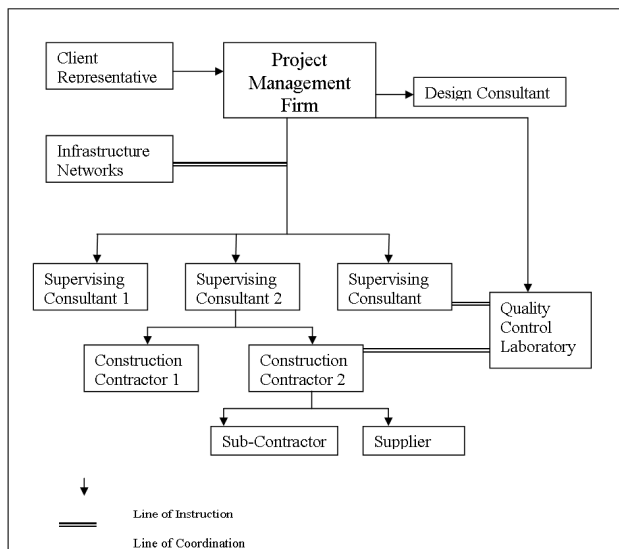 Client
Representative
Project
Management
Firm
Design Consultant
Infrastructure
Networks
Supervising
Consultant 1
Supervising
Consultant 2
Supervising
Consultant
Quality
Control
Laboratory
Construction
Contractor 1
Construction
Contractor 2
Sub-Contractor
Supplier
Line of Instruction
Line of Coordination